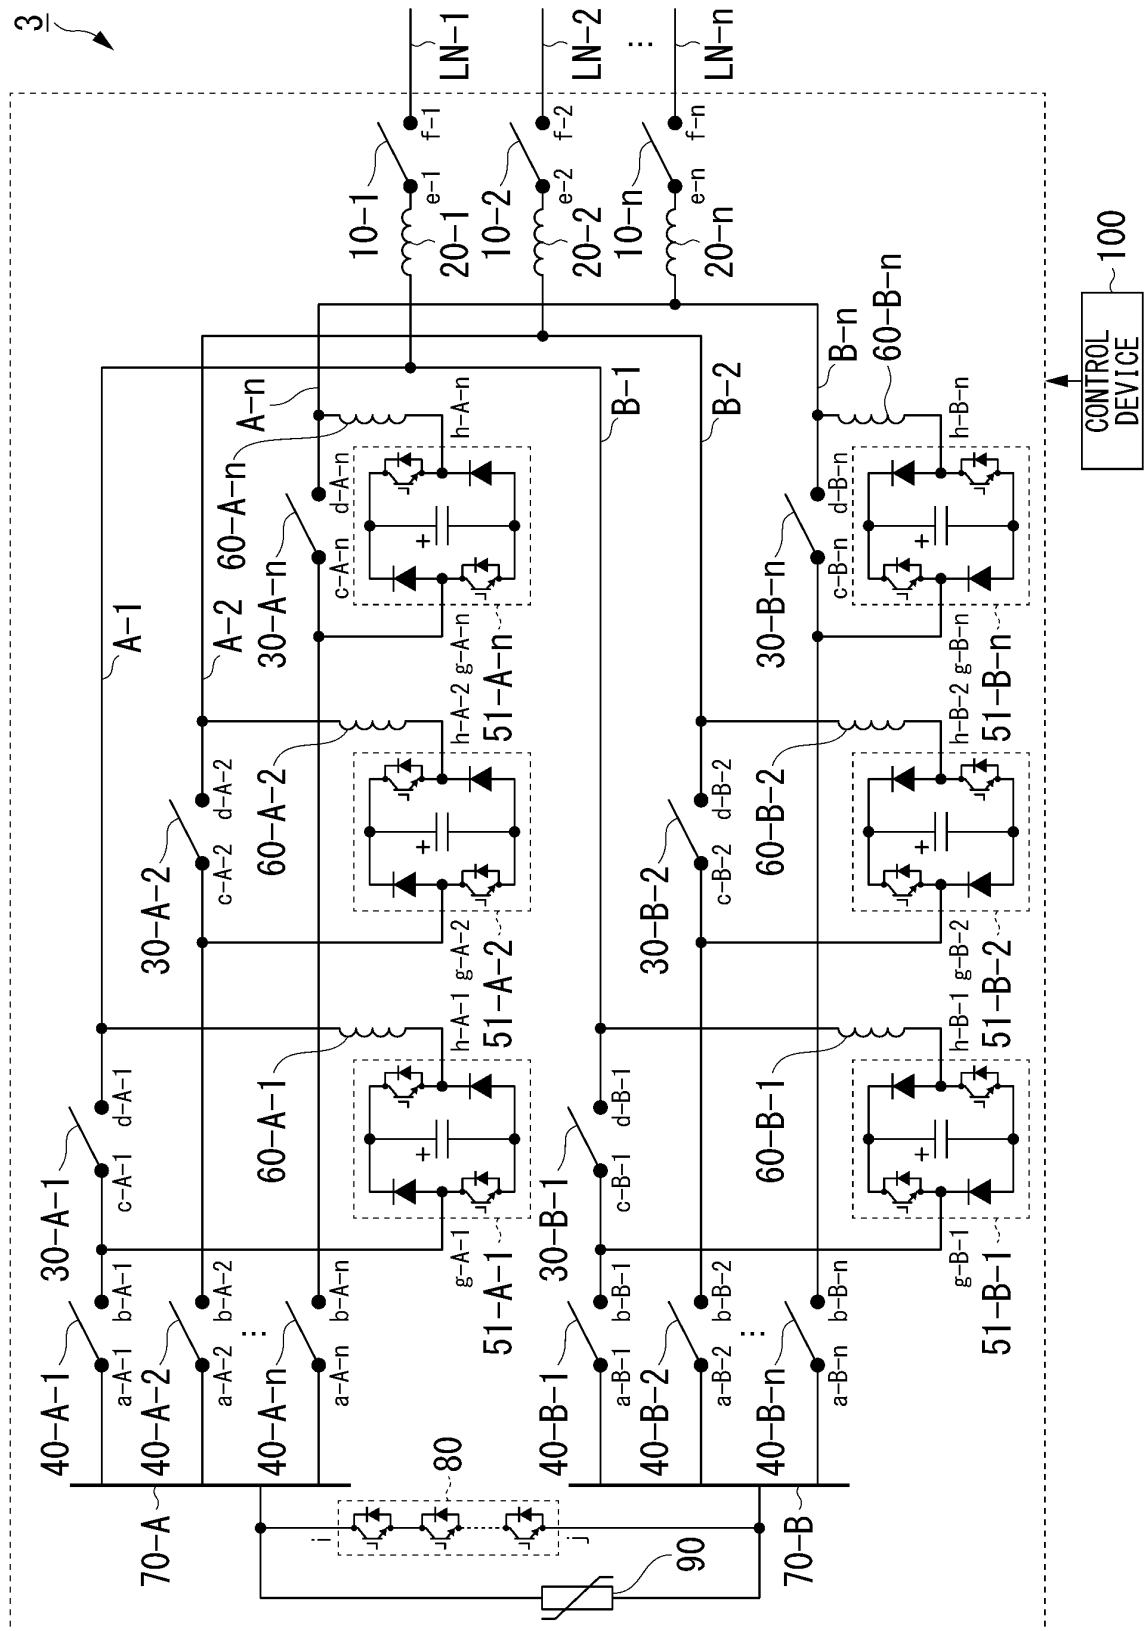 3
LN-1
LN-2
⋮
LN-n
f-1
f-2
f-n
10-1
e-1
10-2
e-2
10-n
e-n
20-1
20-2
20-n
100
CONTROL
DEVICE
A-n
60-A-n
h-A-n
B-1
B-2
B-n
60-B-n
h-B-n
30-A-n
d-A-n
c-A-n
+
g-A-n
51-A-n
30-B-n
d-B-n
c-B-n
+
g-B-n
51-B-n
A-1
A-2
60-A-2
h-A-2
30-A-2
d-A-2
c-A-2
+
g-A-2
51-A-2
60-B-2
h-B-2
30-B-2
d-B-2
c-B-2
+
g-B-2
51-B-2
60-A-1
h-A-1
30-A-1
d-A-1
c-A-1
+
g-A-1
51-A-1
60-B-1
h-B-1
30-B-1
d-B-1
c-B-1
+
g-B-1
51-B-1
40-A-1
b-A-1
a-A-1
40-A-2
b-A-2
a-A-2
⋮
40-A-n
b-A-n
a-A-n
40-B-1
b-B-1
a-B-1
40-B-2
b-B-2
a-B-2
⋮
40-B-n
b-B-n
a-B-n
70-A
i
80
j
90
70-B